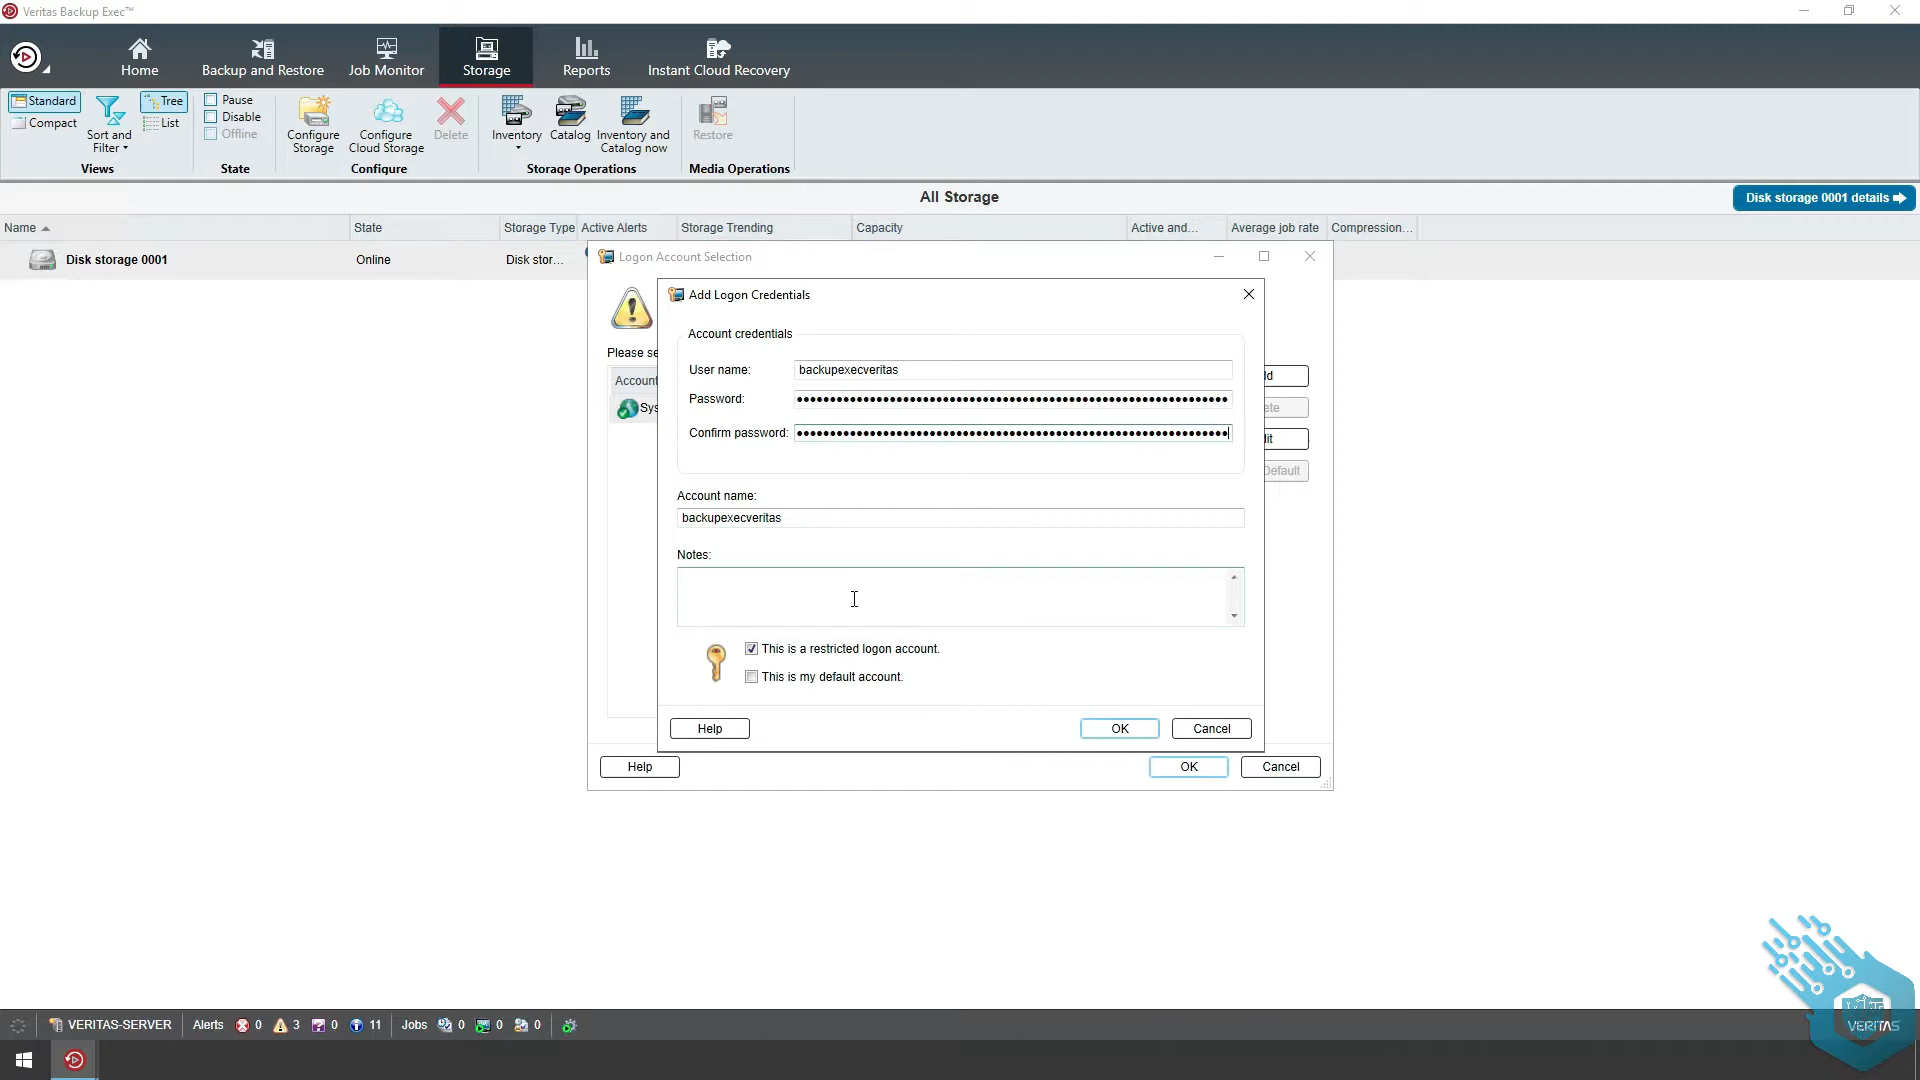 Veritas Backup Exec™
Home
Backup and Restore
Job Monitor
Storage
Reports
Instant Cloud Recovery
Standard
Compact
Sort and
Filter
Tree
List
Views
Pause
Disable
Offline
State
Configure
Storage
Configure
Cloud Storage
Delete
Configure
Inventory
Catalog
Inventory and
Catalog now
Storage Operations
Restore
Media Operations
All Storage
Disk storage 0001 details
Name
State
Storage Type
Active Alerts
Storage Trending
Capacity
Active and...
Average job rate
Compression...
Disk storage 0001
Online
Disk stor...
Logon Account Selection
Please se
Account
Sys
dd
ete
dit
Default
Add Logon Credentials
Account credentials
User name:
backupexecveritas
Password:
Confirm password:
Account name:
backupexecveritas
Notes:
This is a restricted logon account.
This is my default account.
Help
OK
Cancel
Help
OK
Cancel
VERITAS-SERVER
Alerts
0
3
0
11
Jobs
0
0
0
VERITAS